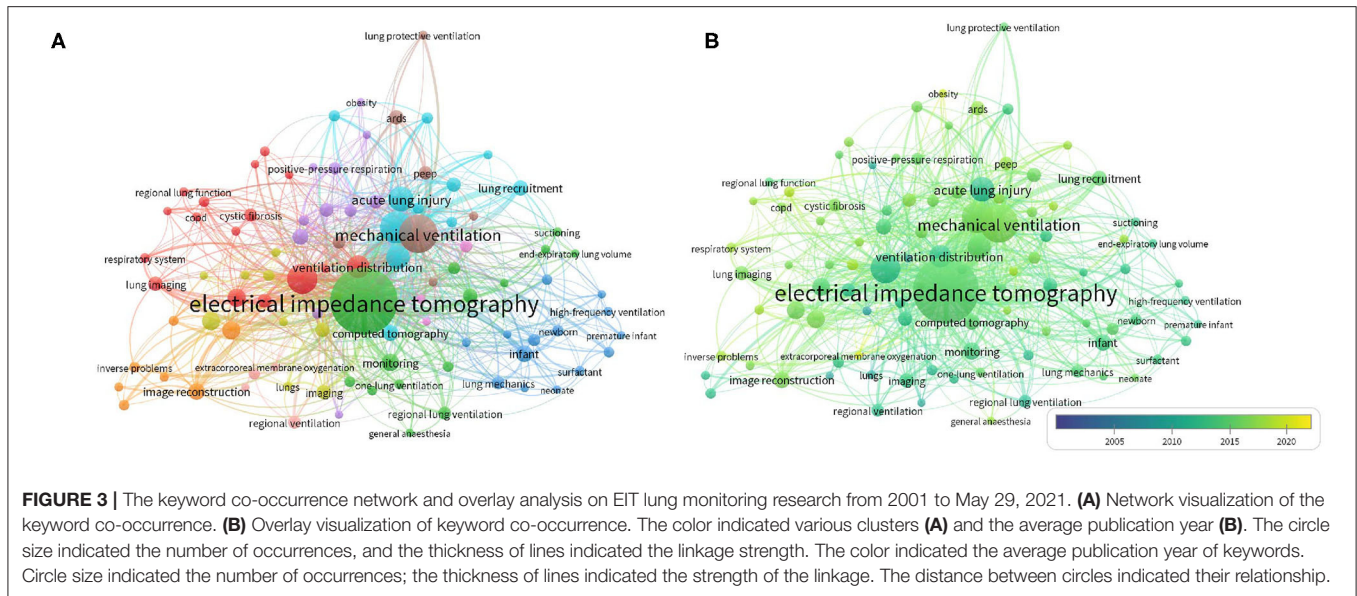 A
lung protective ventilation
obesity
ards
positive-pressure respiration
peep
regional lung function
acute lung injury
lung recruitment
copd
cystic fibrosis
mechanical ventilation
suctioning
end-expiratory lung volume
respiratory system
ventilation distribution
lung imaging
electrical impedance tomography
high-frequency ventilation
computed tomography
newborn
premature infant
infant
inverse problems
extracorporeal membrane oxygenation
monitoring
surfactant
image reconstruction
lungs
imaging
one-lung ventilation
lung mechanics
neonate
regional ventilation
regional lung ventilation
general anaesthesia
B
lung protective ventilation
obesity
ards
positive-pressure respiration
peep
regional lung function
acute lung injury
lung recruitment
copd
cystic fibrosis
mechanical ventilation
suctioning
end-expiratory lung volume
respiratory system
ventilation distribution
lung imaging
electrical impedance tomography
high-frequency ventilation
computed tomography
newborn
premature infant
infant
inverse problems
extracorporeal membrane oxygenation
monitoring
surfactant
image reconstruction
lungs
imaging
one-lung ventilation
lung mechanics
neonate
regional ventilation
regional lung ventilation
general anaesthesia
2005 2010 2015 2020
FIGURE 3 | The keyword co-occurrence network and overlay analysis on EIT lung monitoring research from 2001 to May 29, 2021. (A) Network visualization of the
keyword co-occurrence. (B) Overlay visualization of keyword co-occurrence. The color indicated various clusters (A) and the average publication year (B). The circle
size indicated the number of occurrences, and the thickness of lines indicated the linkage strength. The color indicated the average publication year of keywords.
Circle size indicated the number of occurrences; the thickness of lines indicated the strength of the linkage. The distance between circles indicated their relationship.